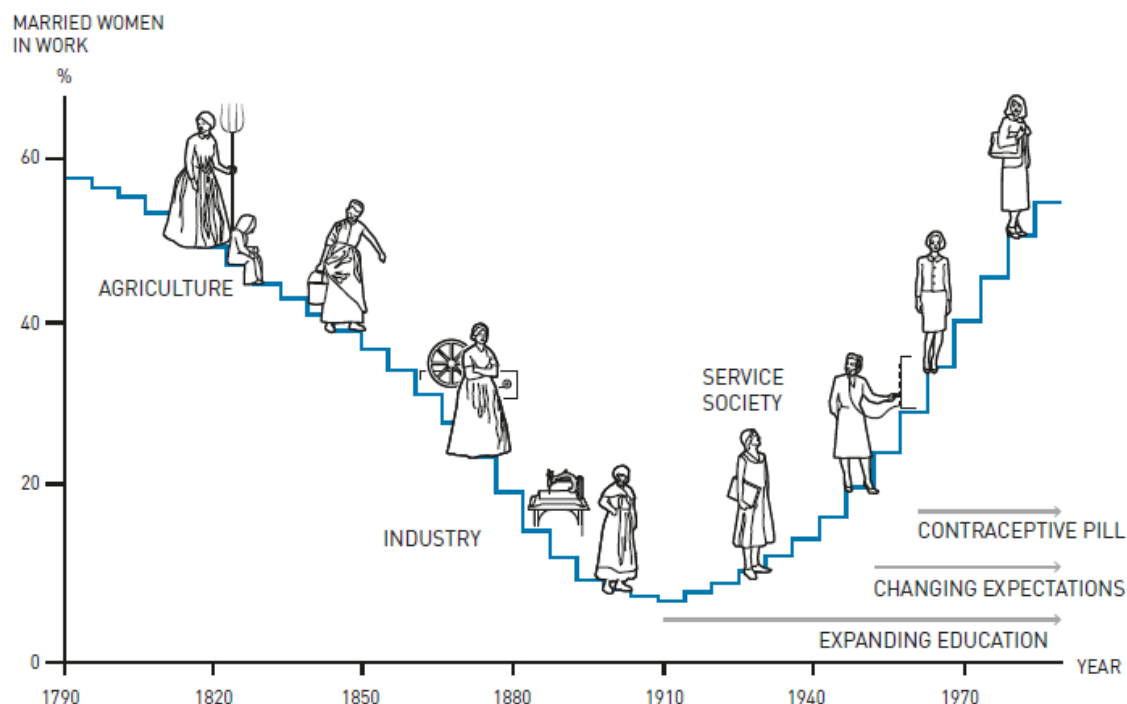 MARRIED WOMEN
IN WORK
%
60
AGRICULTURE
40
SERVICE
SOCIETY
20
INDUSTRY
CONTRACEPTIVE PILL
CHANGING EXPECTATIONS
EXPANDING EDUCATION
0
YEAR
1790 1820 1850 1880 1910 1940 1970